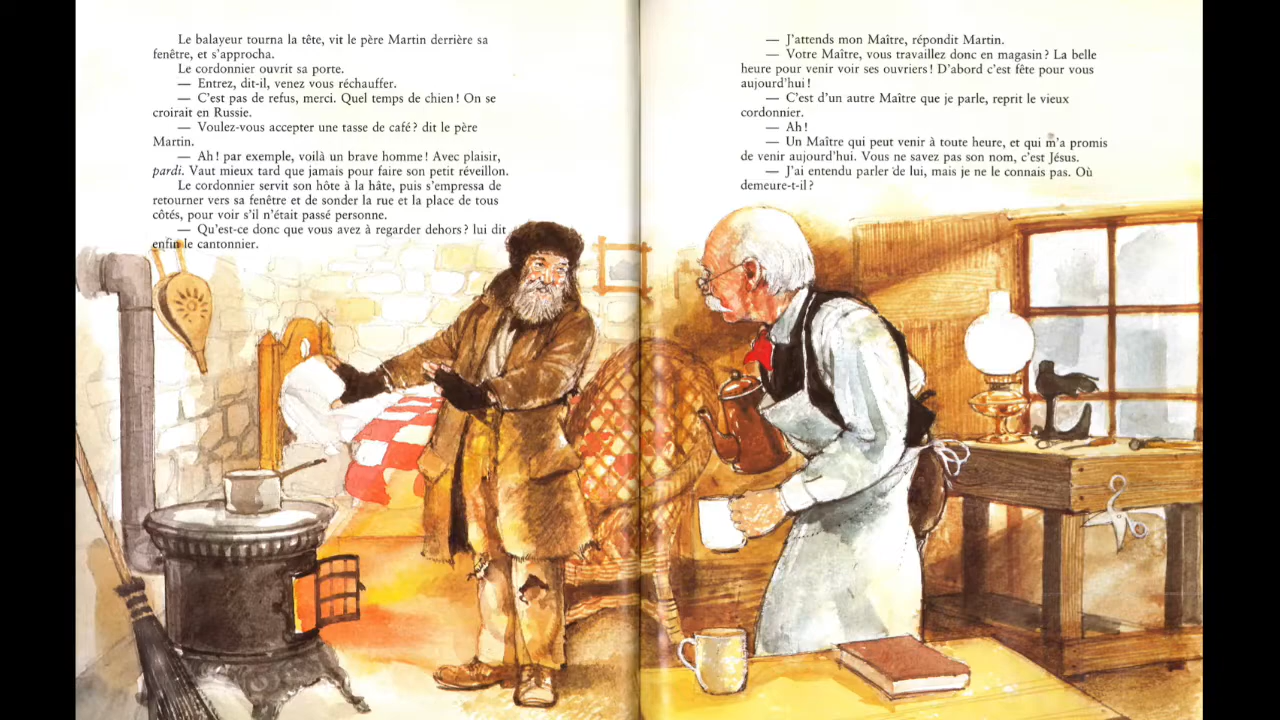 Le balayeur tourna la tête, vit le père Martin derrière sa
fenêtre, et s'approcha.
Le cordonnier ouvrit sa porte.
— Entrez, dit-il, venez vous réchauffer.
— C'est pas de refus, merci. Quel temps de chien ! On se
croirait en Russie.
— Voulez-vous accepter une tasse de café ? dit le père
Martin.
— Ah ! par exemple, voilà un brave homme ! Avec plaisir,
pardi. Vaut mieux tard que jamais pour faire son petit réveillon.
Le cordonnier servit son hôte à la hâte, puis s'empressa de
retourner vers sa fenêtre et de sonder la rue et la place de tous
côtés, pour voir s'il n'était passé personne.
— Qu'est-ce donc que vous avez à regarder dehors ? lui dit
enfin le cantonnier.
— J'attends mon Maître, répondit Martin.
— Votre Maître, vous travaillez donc en magasin ? La belle
heure pour venir voir ses ouvriers ! D'abord c'est fête pour vous
aujourd'hui !
— C'est d'un autre Maître que je parle, reprit le vieux
cordonnier.
— Ah !
— Un Maître qui peut venir à toute heure, et qui m'a promis
de venir aujourd'hui. Vous ne savez pas son nom, c'est Jésus.
— J'ai entendu parler de lui, mais je ne le connais pas. Où
demeure-t-il ?